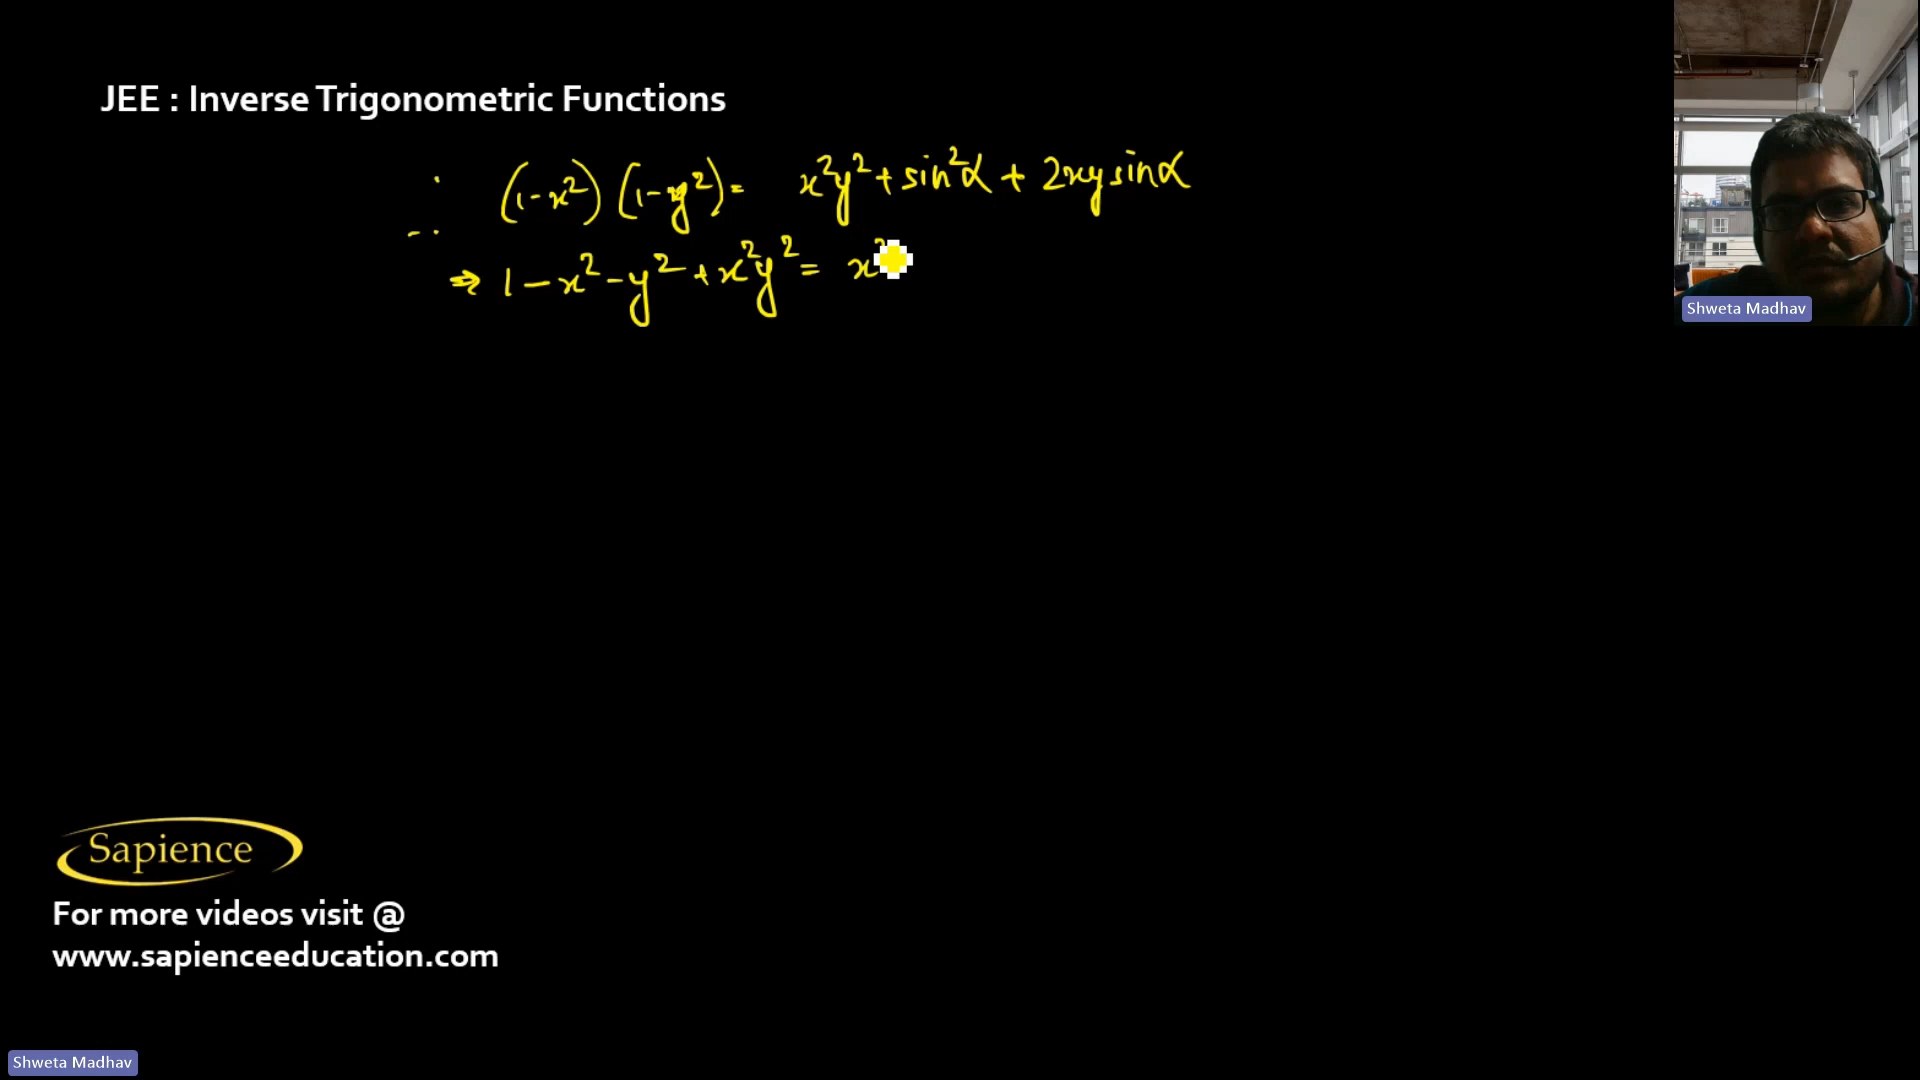 JEE : Inverse Trigonometric Functions
∴ (1-x²) (1-y²) = x²y² + sin²α + 2xy sinα
⇒ 1 - x² - y² + x²y² = x²
Shweta Madhav
Sapience
For more videos visit @
www.sapienceeducation.com
Shweta Madhav